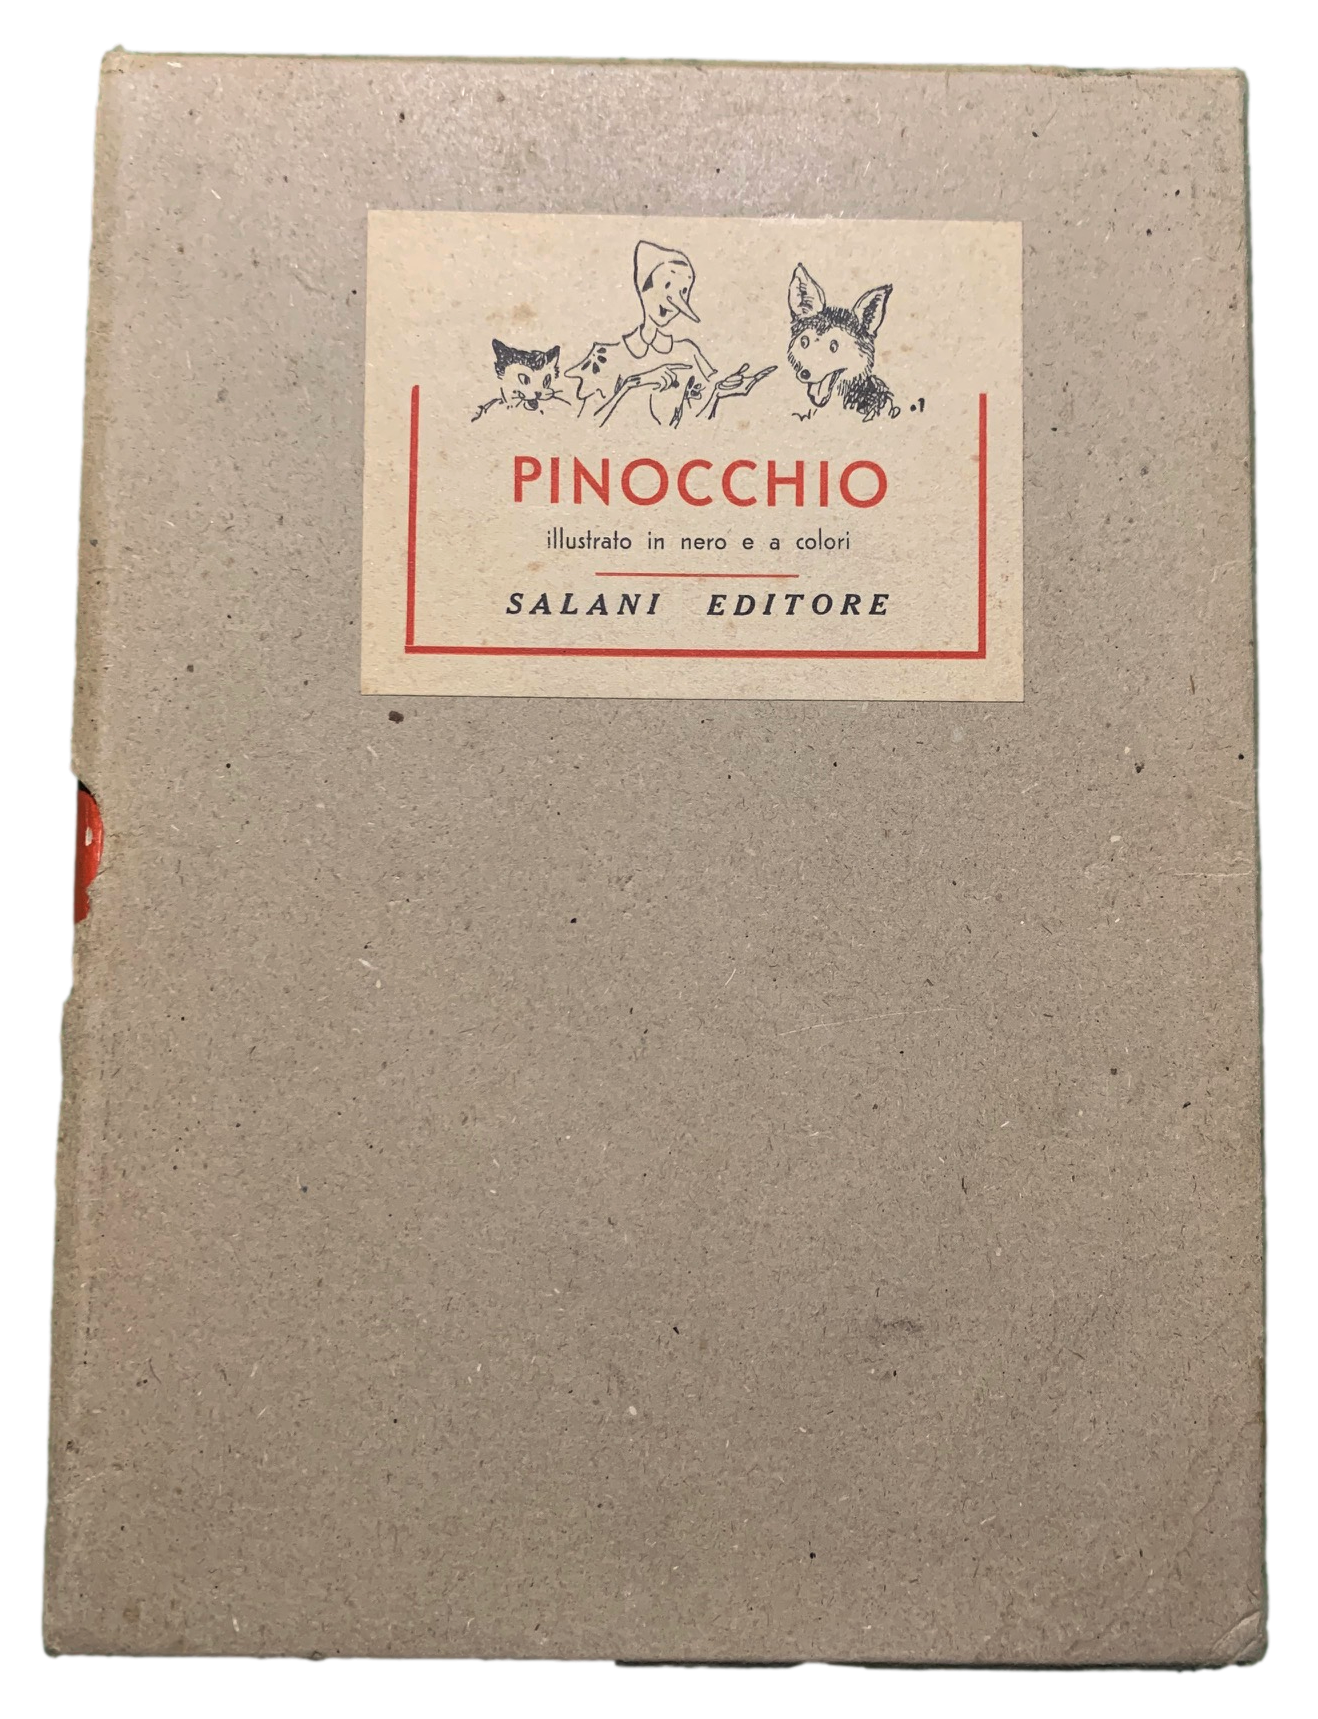 PINOCCHIO
illustrato in nero e a colori
SALANI EDITORE